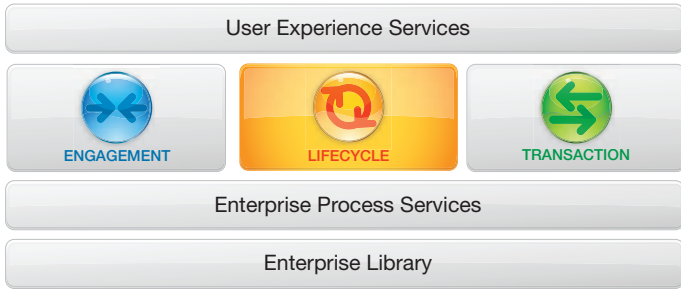 User Experience Services
ENGAGEMENT
LIFECYCLE
TRANSACTION
Enterprise Process Services
Enterprise Library